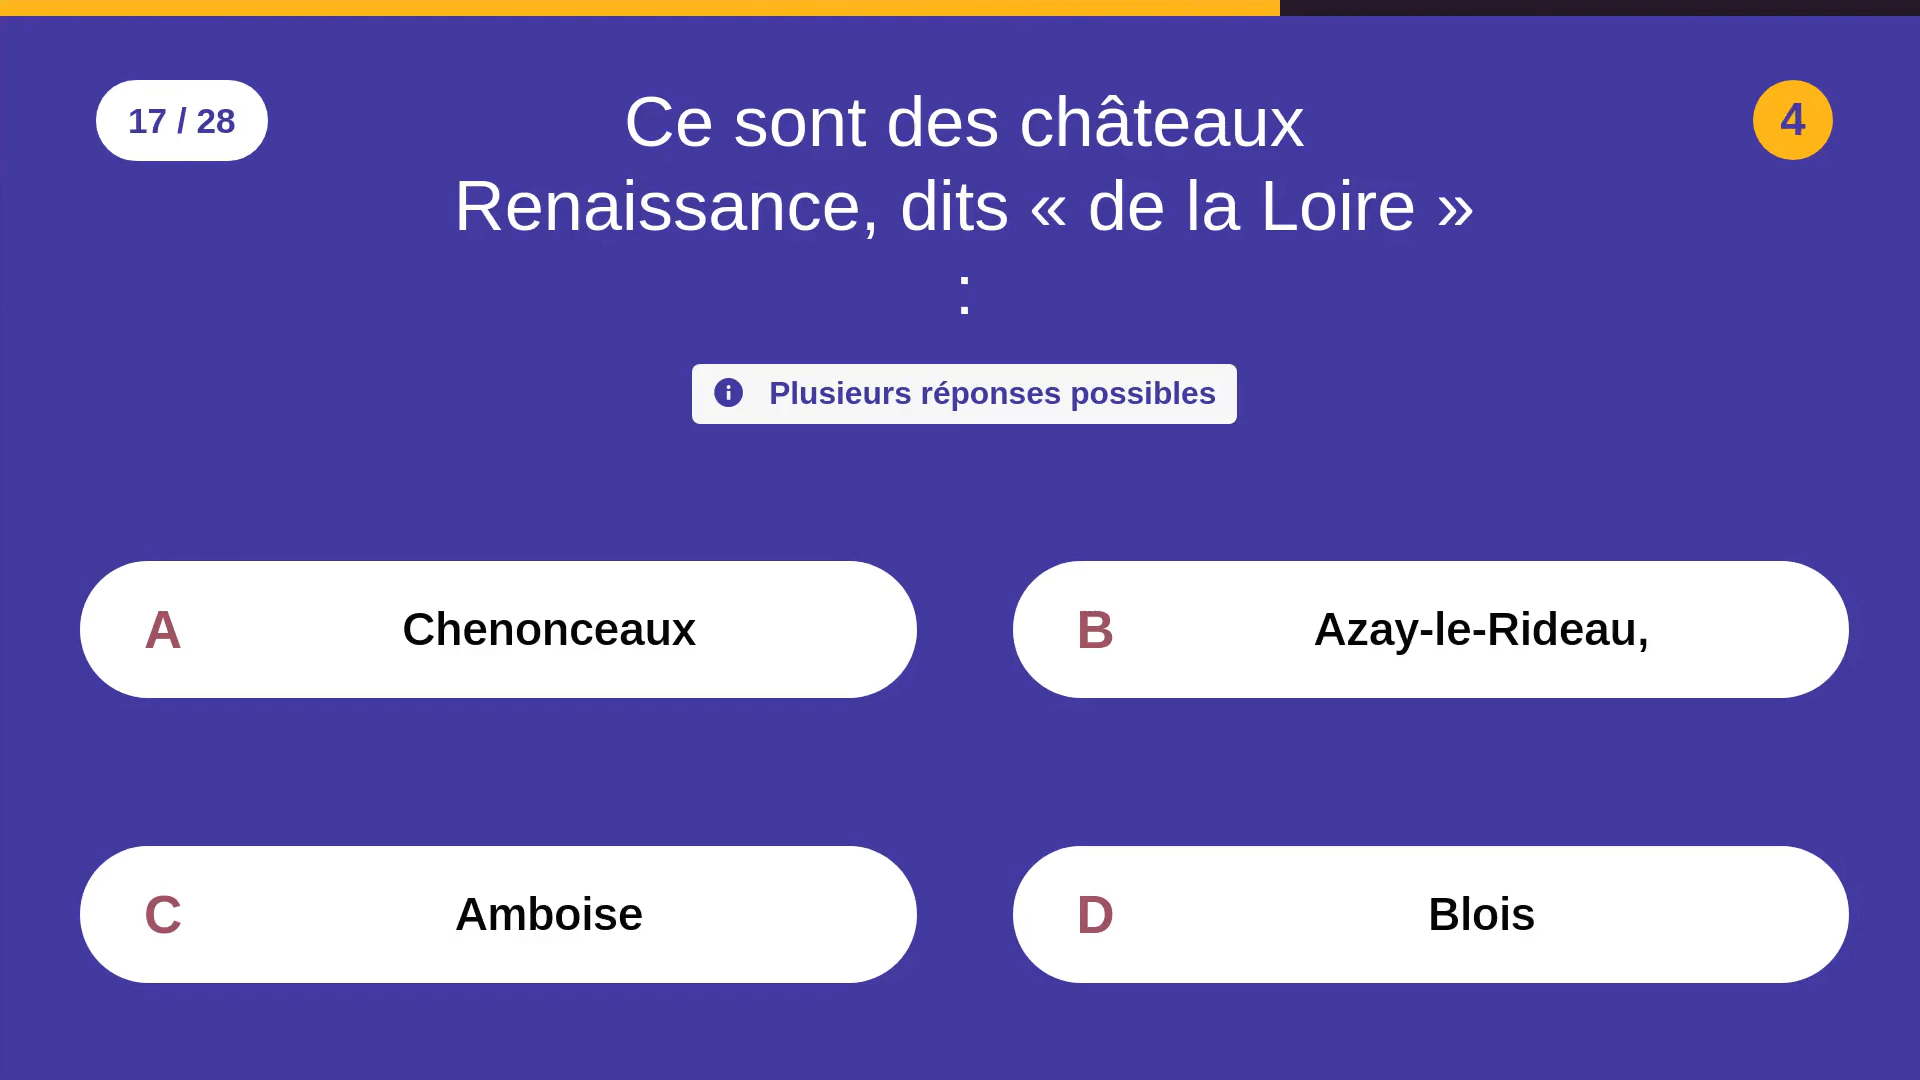 17 / 28
Ce sont des châteaux
Renaissance, dits « de la Loire »
:
4
Plusieurs réponses possibles
A Chenonceaux
B Azay-le-Rideau,
C Amboise
D Blois